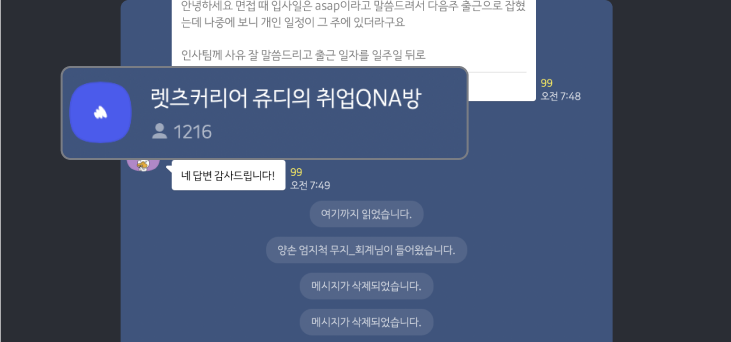 안녕하세요 면접 때 입사일은 asap이라고 말씀드려서 다음주 출근으로 잡혔
는데 나중에 보니 개인 일정이 그 주에 있더라구요
인사팀께 사유 잘 말씀드리고 출근 일자를 일주일 뒤로
99
오전 7:48
렛츠커리어 쥬디의 취업QNA방
1216
네 답변 감사드립니다!
99
오전 7:49
여기까지 읽었습니다.
양손 엄지척 무지_회계님이 들어왔습니다.
메시지가 삭제되었습니다.
메시지가 삭제되었습니다.